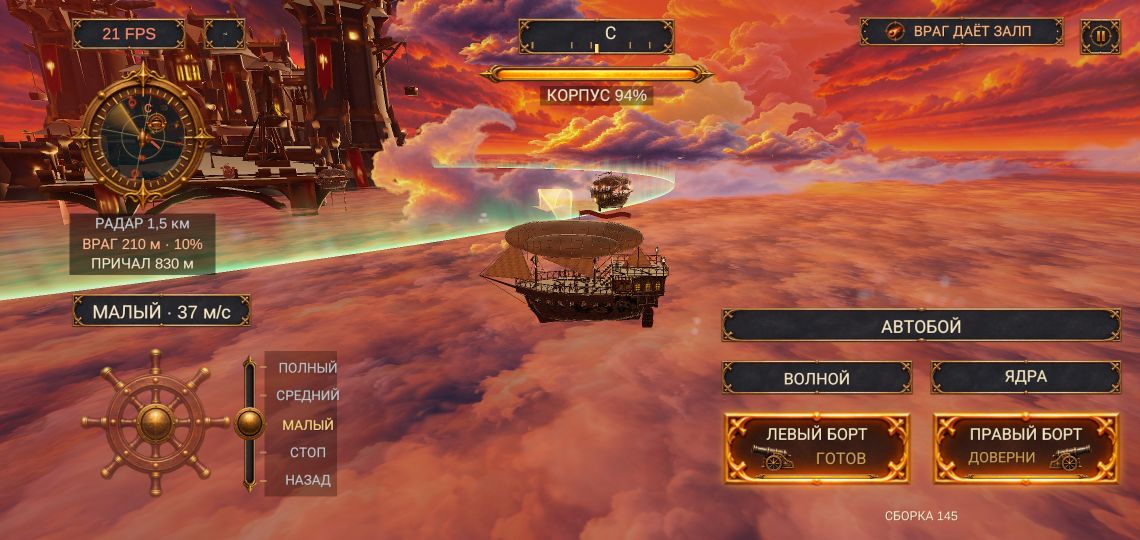 21 FPS
С
ВРАГ ДАЁТ ЗАЛП
КОРПУС 94%
С
РАДАР 1,5 км
ВРАГ 210 м · 10%
ПРИЧАЛ 830 м
МАЛЫЙ · 37 м/с
ПОЛНЫЙ
СРЕДНИЙ
МАЛЫЙ
СТОП
НАЗАД
АВТОБОЙ
ВОЛНОЙ
ЯДРА
ЛЕВЫЙ БОРТ
ГОТОВ
ПРАВЫЙ БОРТ
ДОВЕРНИ
СБОРКА 145